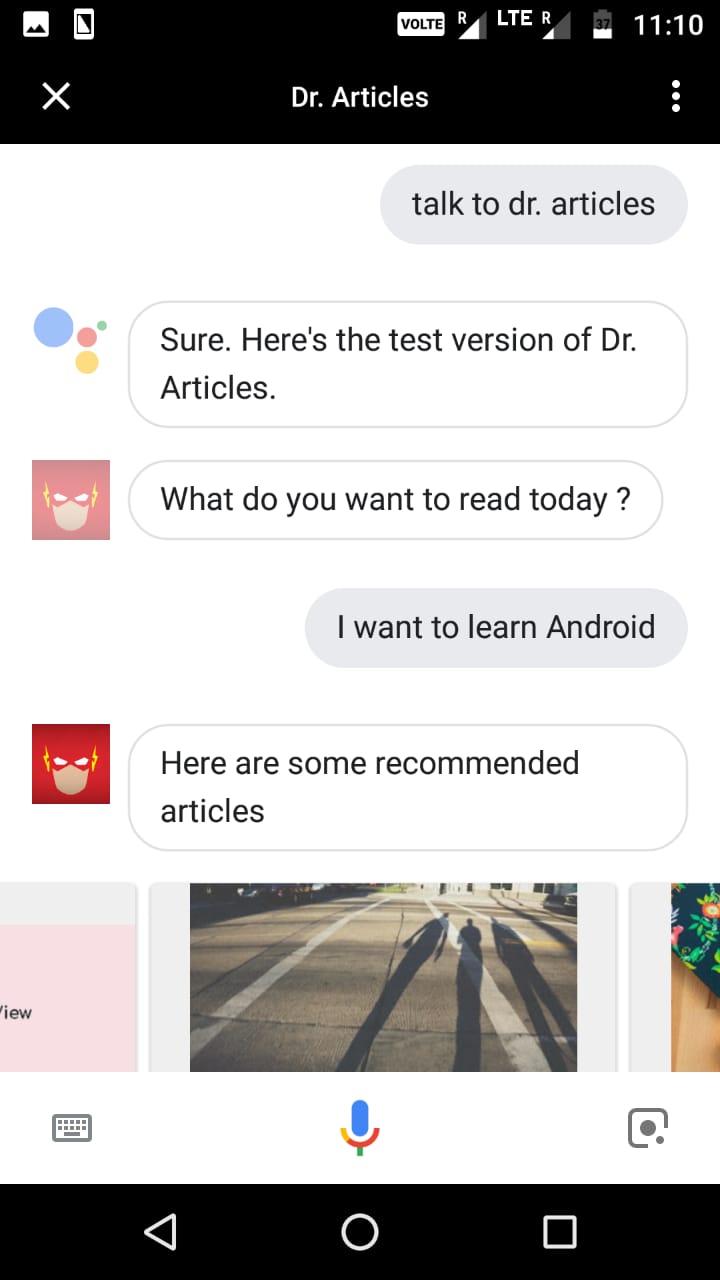 VOLTE R LTE R 37 11:10
Dr. Articles
talk to dr. articles
Sure. Here's the test version of Dr.
Articles.
What do you want to read today ?
I want to learn Android
Here are some recommended
articles